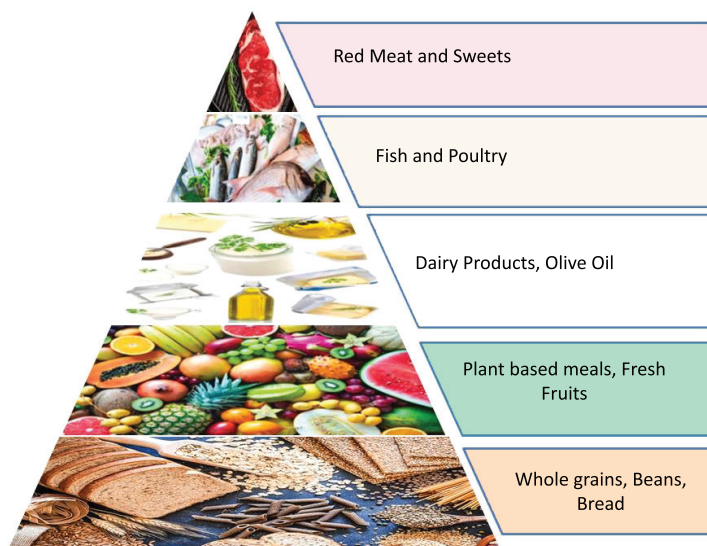 Red Meat and Sweets
Fish and Poultry
Dairy Products, Olive Oil
Plant based meals, Fresh
Fruits
Whole grains, Beans,
Bread